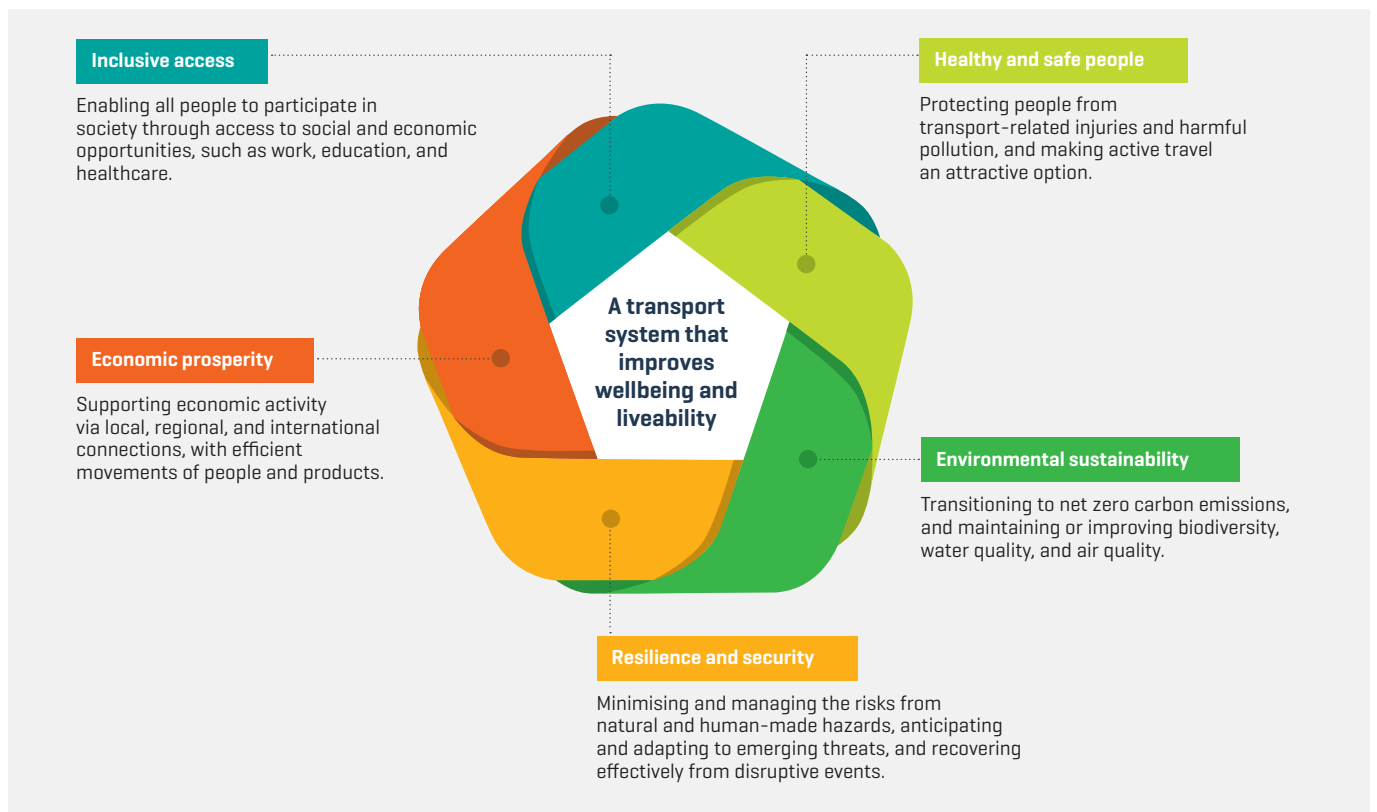 Inclusive access
Enabling all people to participate in
society through access to social and economic
opportunities, such as work, education, and
healthcare.
Healthy and safe people
Protecting people from
transport-related injuries and harmful
pollution, and making active travel
an attractive option.
A transport
system that
improves
wellbeing and
liveability
Economic prosperity
Supporting economic activity
via local, regional, and international
connections, with efficient
movements of people and products.
Environmental sustainability
Transitioning to net zero carbon emissions,
and maintaining or improving biodiversity,
water quality, and air quality.
Resilience and security
Minimising and managing the risks from
natural and human-made hazards, anticipating
and adapting to emerging threats, and recovering
effectively from disruptive events.